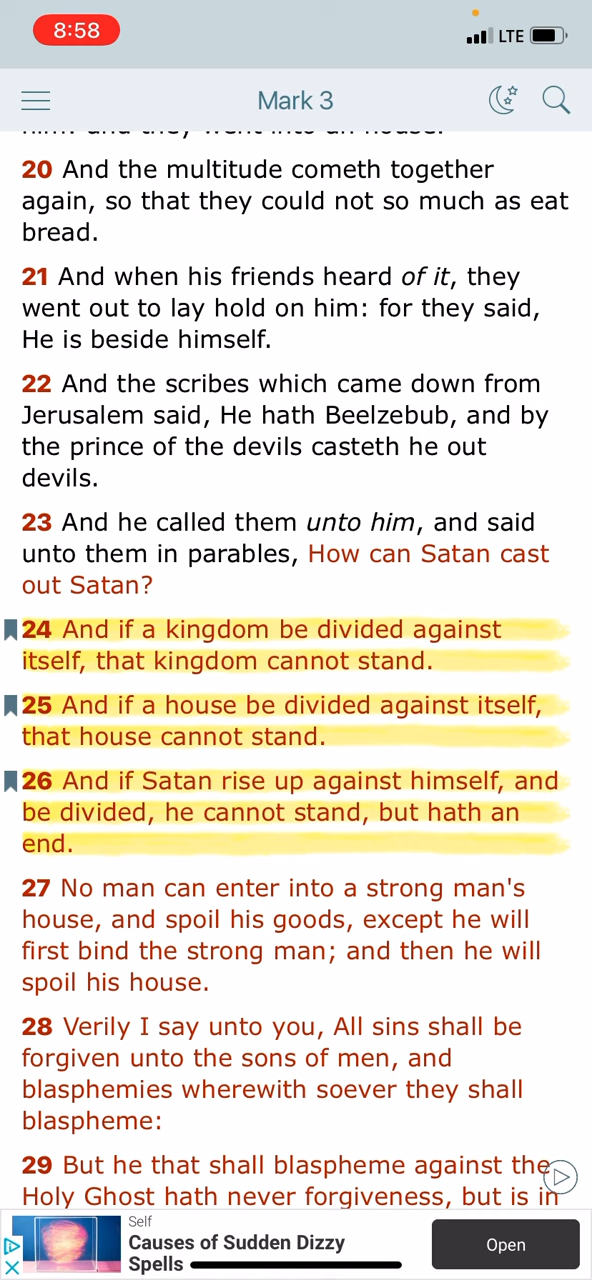 8:58
LTE
Mark 3
him: and they went into an house.
20 And the multitude cometh together
again, so that they could not so much as eat
bread.
21 And when his friends heard of it, they
went out to lay hold on him: for they said,
He is beside himself.
22 And the scribes which came down from
Jerusalem said, He hath Beelzebub, and by
the prince of the devils casteth he out
devils.
23 And he called them unto him, and said
unto them in parables, How can Satan cast
out Satan?
24 And if a kingdom be divided against
itself, that kingdom cannot stand.
25 And if a house be divided against itself,
that house cannot stand.
26 And if Satan rise up against himself, and
be divided, he cannot stand, but hath an
end.
27 No man can enter into a strong man's
house, and spoil his goods, except he will
first bind the strong man; and then he will
spoil his house.
28 Verily I say unto you, All sins shall be
forgiven unto the sons of men, and
blasphemies wherewith soever they shall
blaspheme:
29 But he that shall blaspheme against the
Holy Ghost hath never forgiveness, but is in
Self
Causes of Sudden Dizzy
Spells
Open